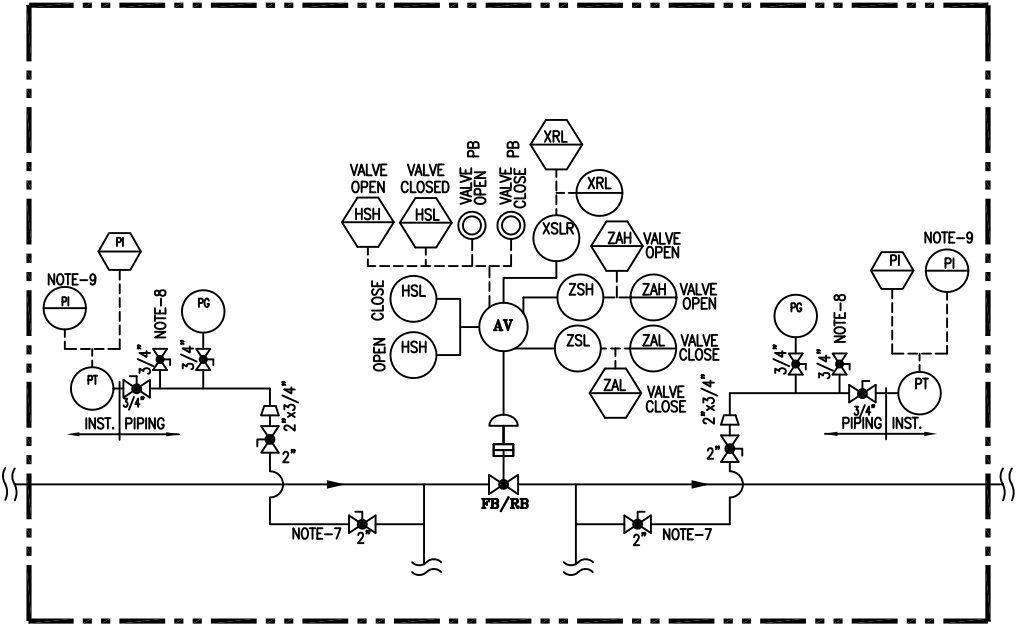 XRL
PB
PB
VALVE
OPEN
VALVE
CLOSED
VALVE
OPEN
VALVE
CLOSE
XRL
HSH
HSL
XSLR
ZAH
VALVE
OPEN
PI
NOTE-9
PI
NOTE-8
PG
CLOSE
HSL
ZSH
ZAH
VALVE
OPEN
AV
OPEN
HSH
ZSL
ZAL
VALVE
CLOSE
ZAL
VALVE
CLOSE
NOTE-9
PI
PI
PG
NOTE-8
3/4"
3/4"
PT
3/4"
INST.
PIPING
2"x3/4"
2"
3/4"
3/4"
PT
3/4"
PIPING
INST.
2"x3/4"
2"
FB/RB
NOTE-7
2"
2"
NOTE-7